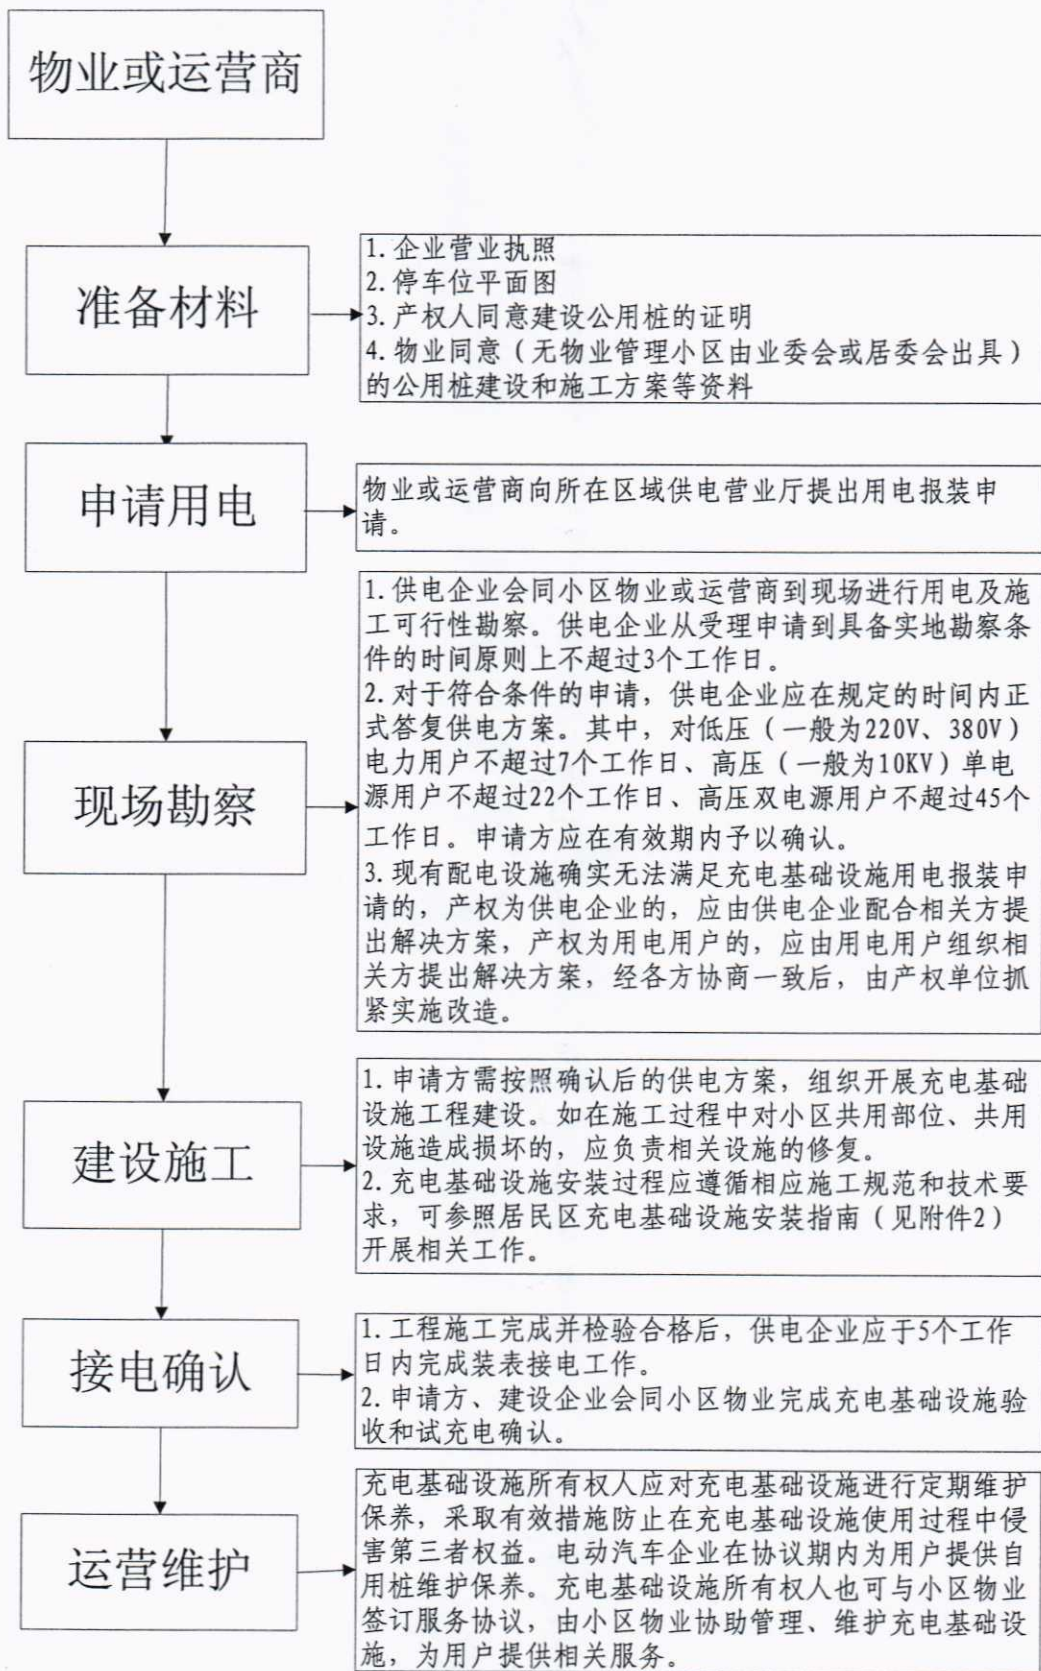 物业或运营商
准备材料
1.企业营业执照
2.停车位平面图
3.产权人同意建设公用桩的证明
4.物业同意（无物业管理小区由业委会或居委会出具）
的公用桩建设和施工方案等资料
申请用电
物业或运营商向所在区域供电营业厅提出用电报装申
请。
现场勘察
1.供电企业会同小区物业或运营商到现场进行用电及施
工可行性勘察。供电企业从受理申请到具备实地勘察条
件的时间原则上不超过3个工作日。
2.对于符合条件的申请，供电企业应在规定的时间内正
式答复供电方案。其中，对低压（一般为220V、380V）
电力用户不超过7个工作日、高压（一般为10KV）单电
源用户不超过22个工作日、高压双电源用户不超过45个
工作日。申请方应在有效期内予以确认。
3.现有配电设施确实无法满足充电基础设施用电报装申
请的，产权为供电企业的，应由供电企业配合相关方提
出解决方案，产权为用电用户的，应由用电用户组织相
关方提出解决方案，经各方协商一致后，由产权单位抓
紧实施改造。
建设施工
1.申请方需按照确认后的供电方案，组织开展充电基础
设施工程建设。如在施工过程中对小区共用部位、共用
设施造成损坏的，应负责相关设施的修复。
2.充电基础设施安装过程应遵循相应施工规范和技术要
求，可参照居民区充电基础设施安装指南（见附件2）
开展相关工作。
接电确认
1.工程施工完成并检验合格后，供电企业应于5个工作
日内完成装表接电工作。
2.申请方、建设企业会同小区物业完成充电基础设施验
收和试充电确认。
运营维护
充电基础设施所有权人应对充电基础设施进行定期维护
保养，采取有效措施防止在充电基础设施使用过程中侵
害第三者权益。电动汽车企业在协议期内为用户提供自
用桩维护保养。充电基础设施所有权人也可与小区物业
签订服务协议，由小区物业协助管理、维护充电基础设
施，为用户提供相关服务。